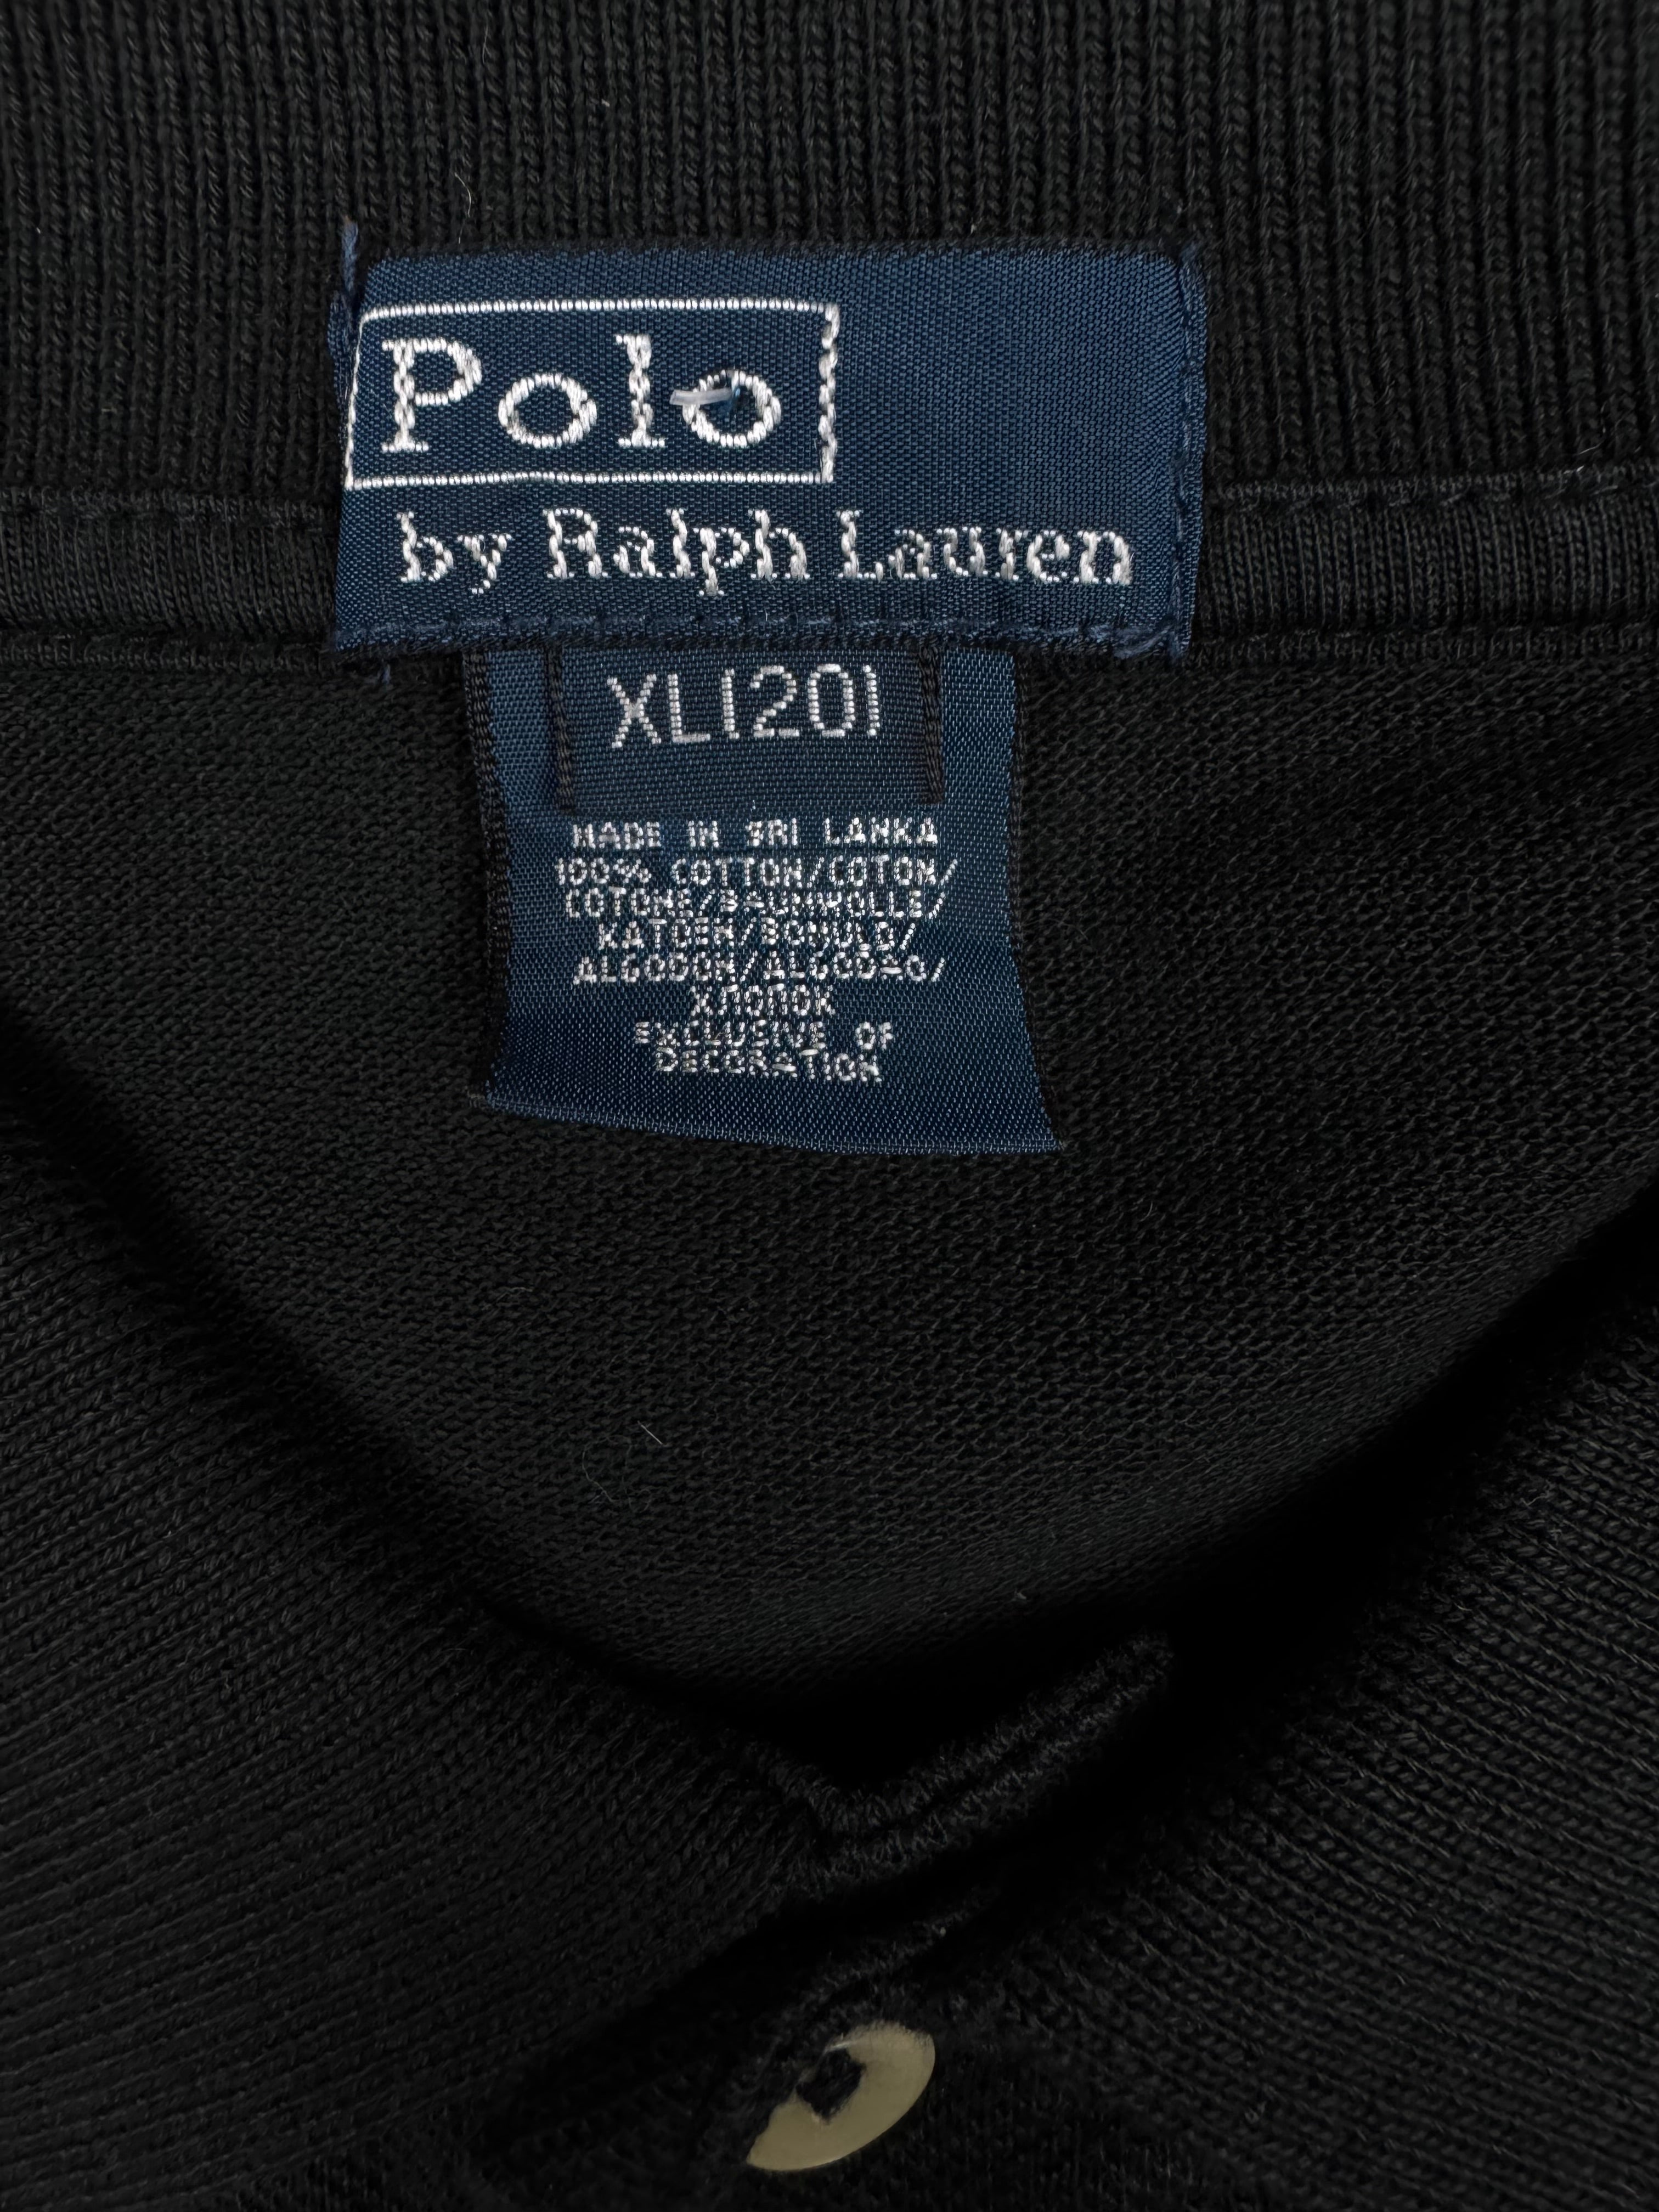 Polo
by Ralph Lauren
XL(20)
MADE IN SRI LANKA
100% COTTON/COTON/
COTONE/BAUMWOLLE/
KATOEN/BOMULD/
ALGODON/ALGODÃO/
ХЛОПОК
EXCLUSIVE OF
DECORATION